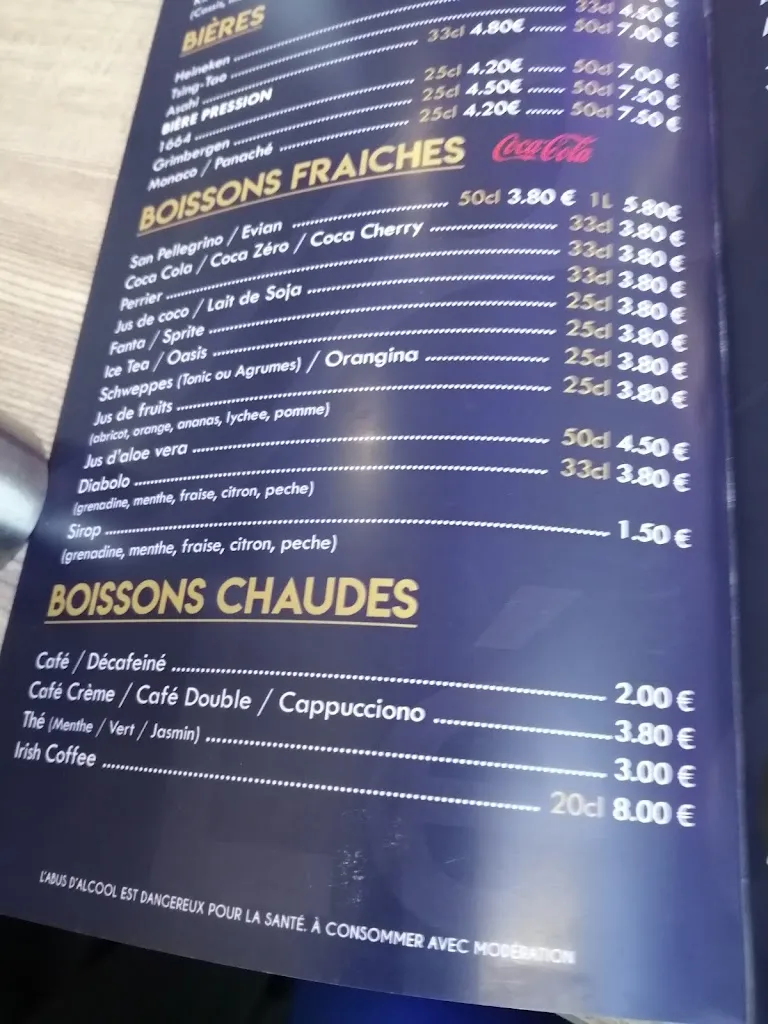 (Cassis,
BIÈRES
33cl 4.50 €
Heineken 33cl 4.80€ 50cl 7.00 €
Tsing-Tao
Asahi
BIÈRE PRESSION
1664 25cl 4.20€ 50cl 7.00 €
Grimbergen 25cl 4.50€ 50cl 7.50 €
Monaco / Panaché 25cl 4.20€ 50cl 7.50 €
BOISSONS FRAICHES Coca-Cola
San Pellegrino / Evian 50cl 3.80 € 1L 5.80€
Coca Cola / Coca Zéro / Coca Cherry 33cl 3.80 €
Perrier 33cl 3.80 €
Jus de coco / Lait de Soja 33cl 3.80 €
Fanta / Sprite 25cl 3.80 €
Ice Tea / Oasis 25cl 3.80 €
Schweppes (Tonic ou Agrumes) / Orangina 25cl 3.80 €
Jus de fruits 25cl 3.80 €
(abricot, orange, ananas, lychee, pomme)
Jus d'aloe vera 50cl 4.50 €
Diabolo 33cl 3.80 €
(grenadine, menthe, fraise, citron, peche)
Sirop 1.50 €
(grenadine, menthe, fraise, citron, peche)
BOISSONS CHAUDES
Café / Décafeiné 2.00 €
Café Crème / Café Double / Cappucciono 3.80 €
Thé (Menthe / Vert / Jasmin) 3.00 €
Irish Coffee 20cl 8.00 €
L'ABUS D'ALCOOL EST DANGEREUX POUR LA SANTÉ. À CONSOMMER AVEC MODÉRATION